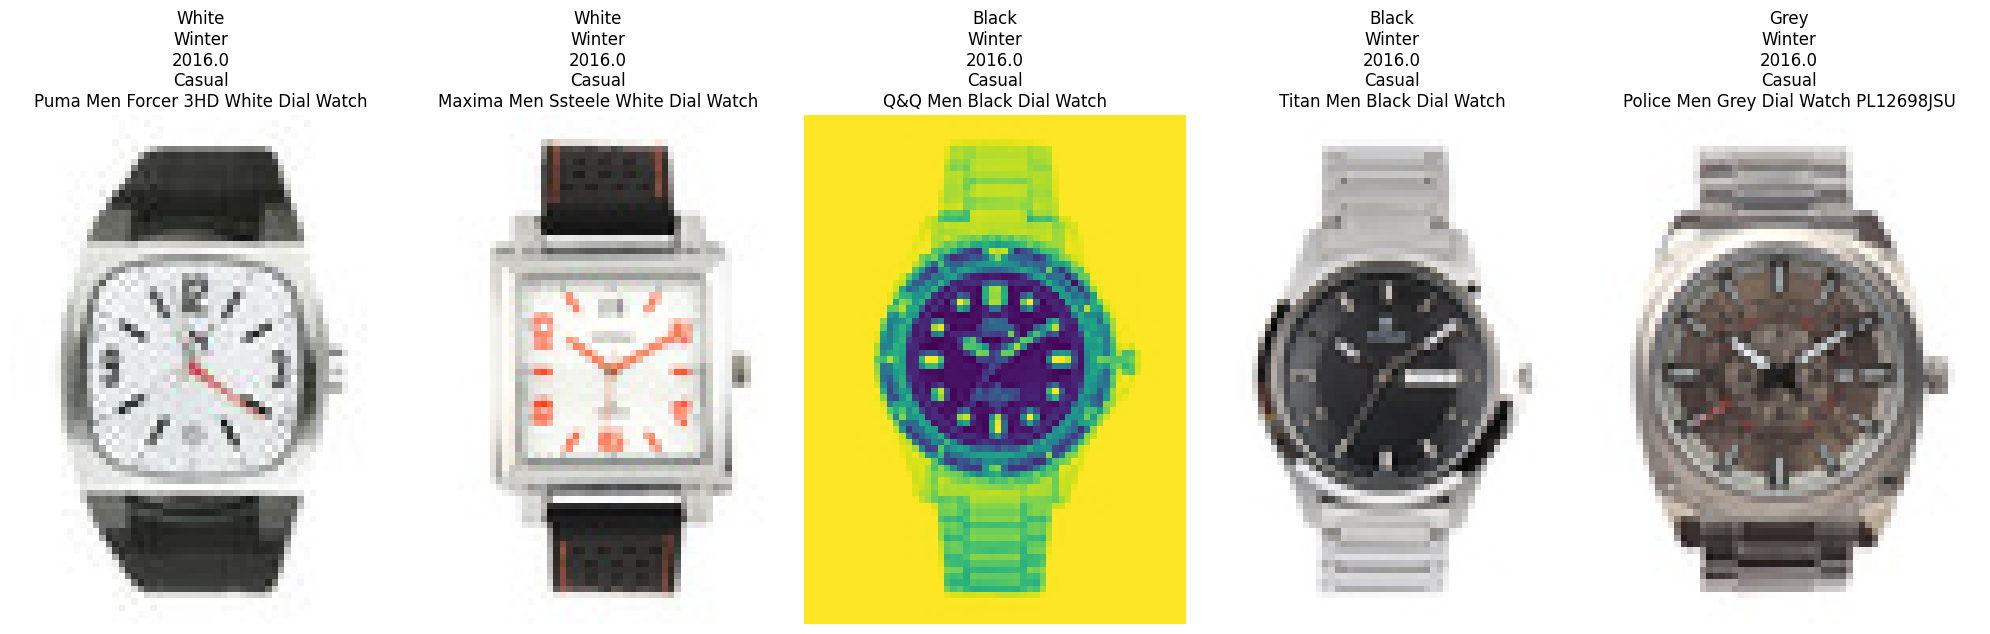 White
Winter
2016.0
Casual
Puma Men Forcer 3HD White Dial Watch
White
Winter
2016.0
Casual
Maxima Men Ssteele White Dial Watch
Black
Winter
2016.0
Casual
Q&Q Men Black Dial Watch
Black
Winter
2016.0
Casual
Titan Men Black Dial Watch
Grey
Winter
2016.0
Casual
Police Men Grey Dial Watch PL12698JSU
12